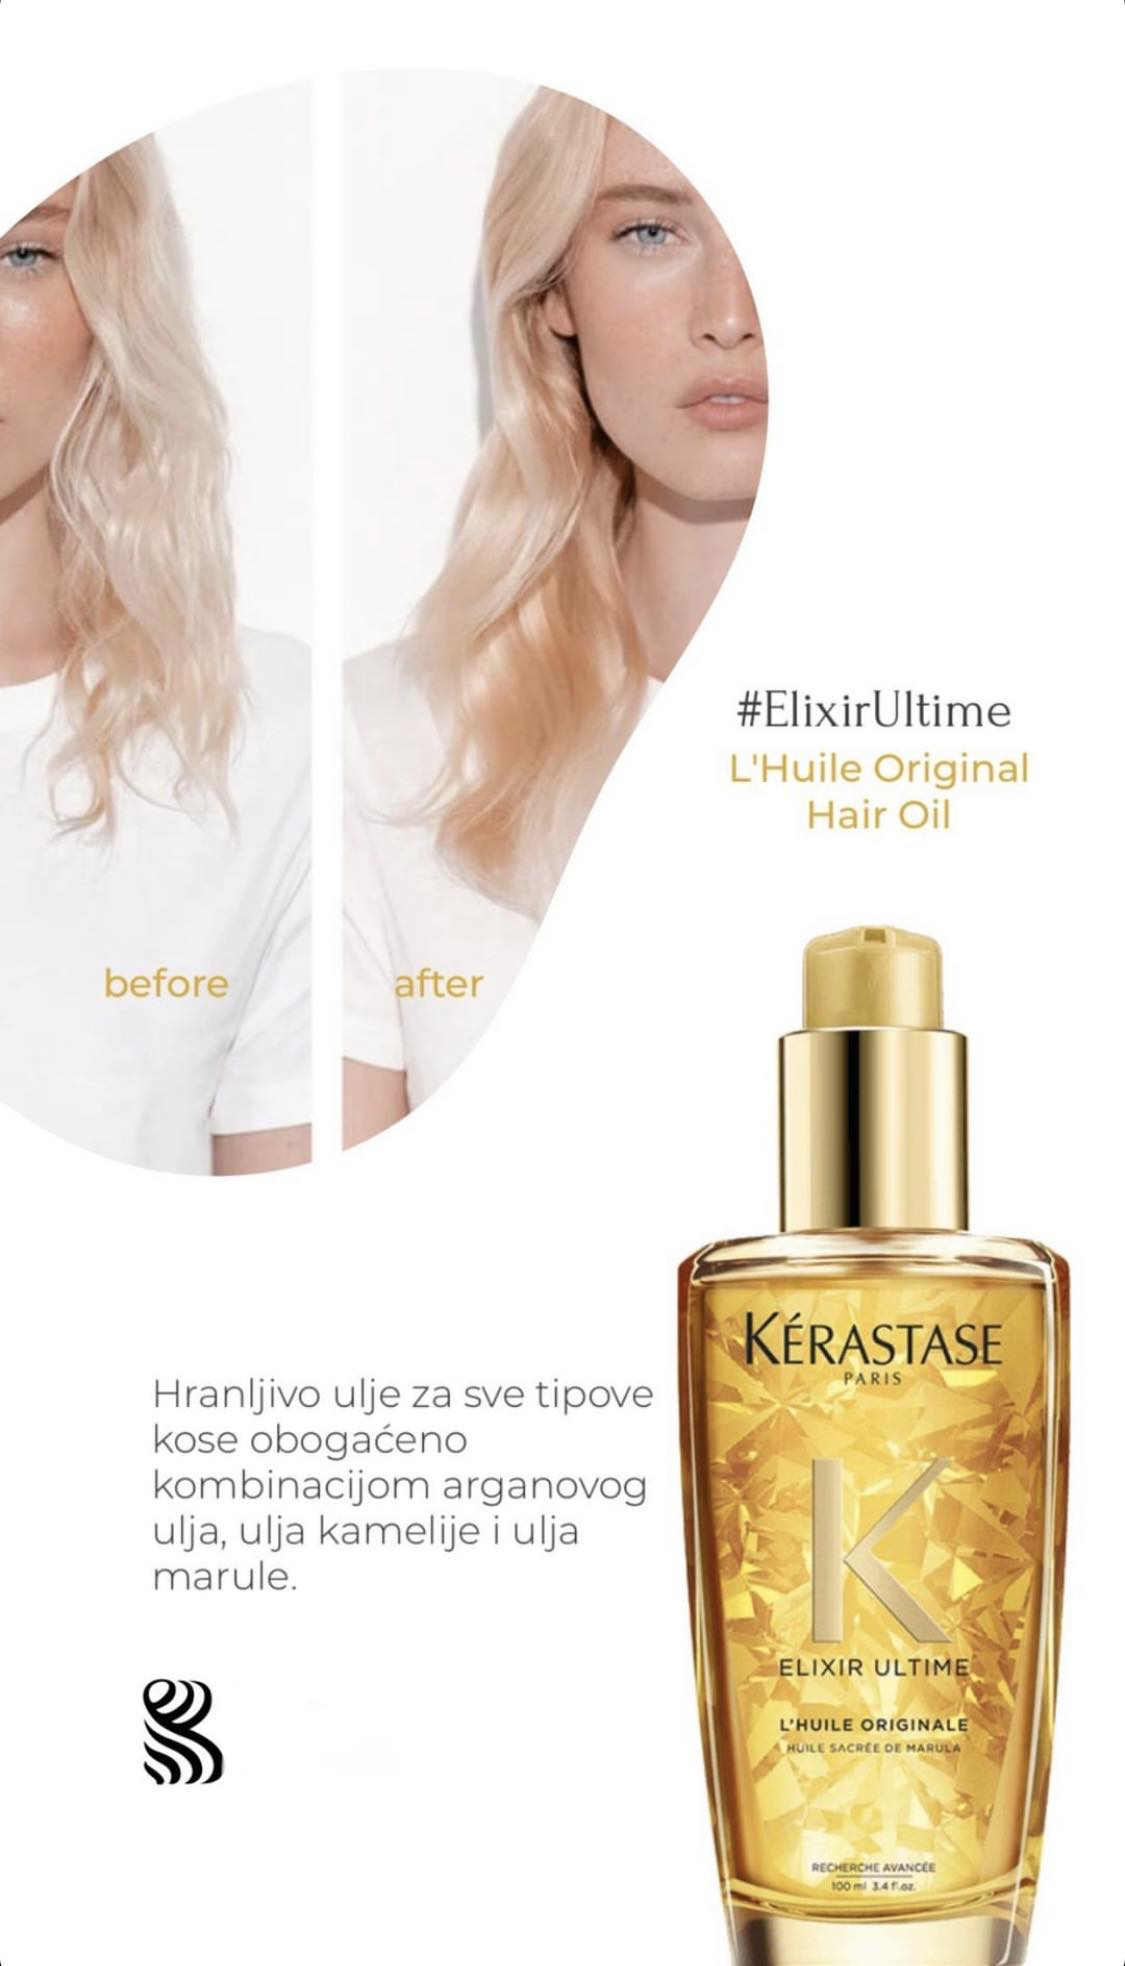 #ElixirUltime
L'Huile Original
Hair Oil
before
after
KÉRASTASE
PARIS
Hranljivo ulje za sve tipove
kose obogaćeno
kombinacijom arganovog
ulja, ulja kamelije i ulja
marule.
K
ELIXIR ULTIME
L'HUILE ORIGINALE
HUILE SACRÉE DE MARULA
RECHERCHE AVANCÉE
100 ml 3.4 fl.oz.